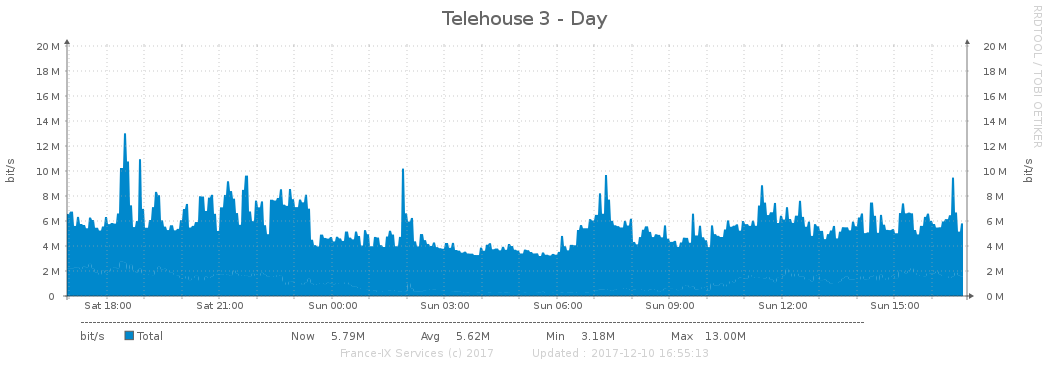 Telehouse 3 - Day
RRDTOOL / TOBI OETIKER
bit/s
bit/s
20 M 20 M
18 M 18 M
16 M 16 M
14 M 14 M
12 M 12 M
10 M 10 M
8 M 8 M
6 M 6 M
4 M 4 M
2 M 2 M
0 0 M
Sat 18:00 Sat 21:00 Sun 00:00 Sun 03:00 Sun 06:00 Sun 09:00 Sun 12:00 Sun 15:00
bit/s Total Now 5.79M Avg 5.62M Min 3.18M Max 13.00M
France-IX Services (c) 2017 Updated : 2017-12-10 16:55:13